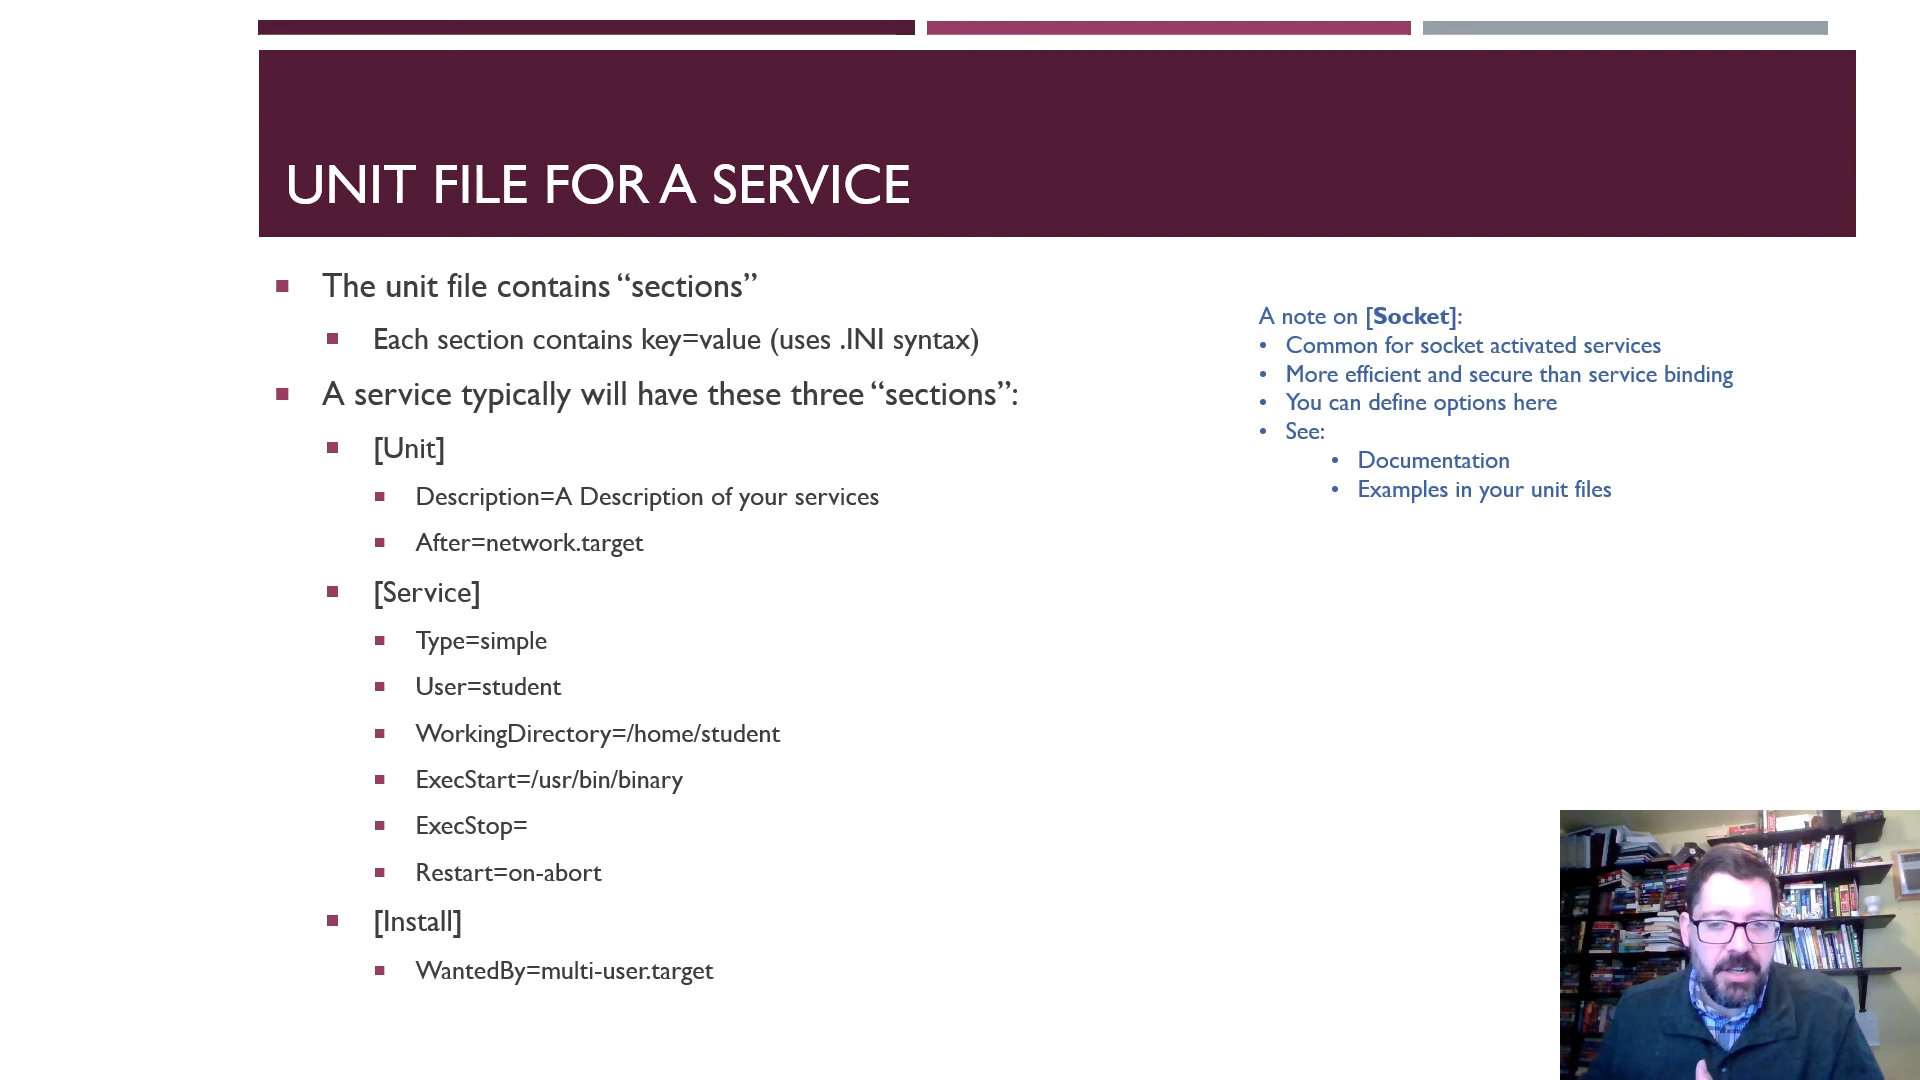 UNIT FILE FOR A SERVICE
The unit file contains “sections”
Each section contains key=value (uses .INI syntax)
A service typically will have these three “sections”:
[Unit]
Description=A Description of your services
After=network.target
[Service]
Type=simple
User=student
WorkingDirectory=/home/student
ExecStart=/usr/bin/binary
ExecStop=
Restart=on-abort
[Install]
WantedBy=multi-user.target
A note on [Socket]:
• Common for socket activated services
• More efficient and secure than service binding
• You can define options here
• See:
• Documentation
• Examples in your unit files